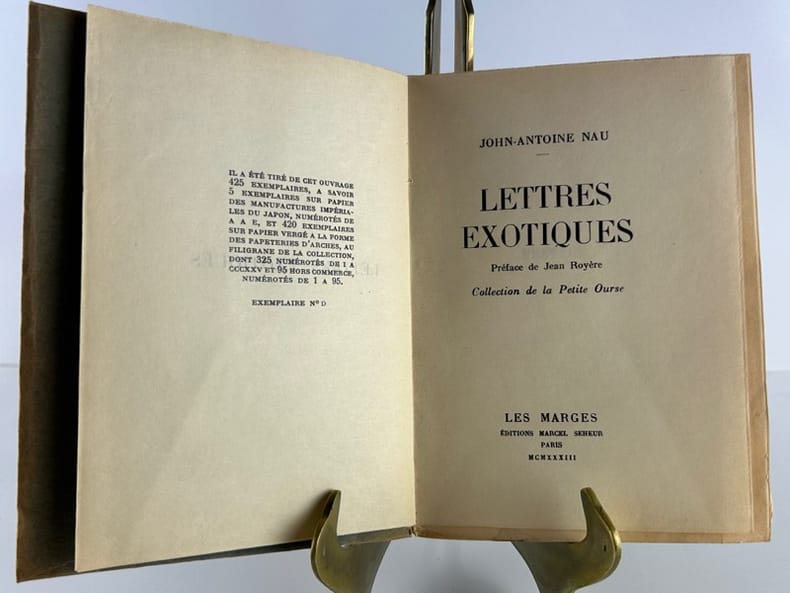 IL A ÉTÉ TIRÉ DE CET OUVRAGE
425 EXEMPLAIRES, A SAVOIR
5 EXEMPLAIRES SUR PAPIER
DES MANUFACTURES IMPÉRIA-
LES DU JAPON, NUMÉROTÉS DE
A A E, ET 420 EXEMPLAIRES
SUR PAPIER VERGÉ A LA FORME
DES PAPETERIES D'ARCHES, AU
FILIGRANE DE LA COLLECTION,
DONT 325 NUMÉROTÉS DE I A
CCCXXV ET 95 HORS COMMERCE,
NUMÉROTÉS DE 1 A 95.
EXEMPLAIRE N° D
JOHN-ANTOINE NAU
LETTRES
EXOTIQUES
Préface de Jean Royère
Collection de la Petite Ourse
LES MARGES
ÉDITIONS MARCEL SEHEUR
PARIS
MCMXXXIII